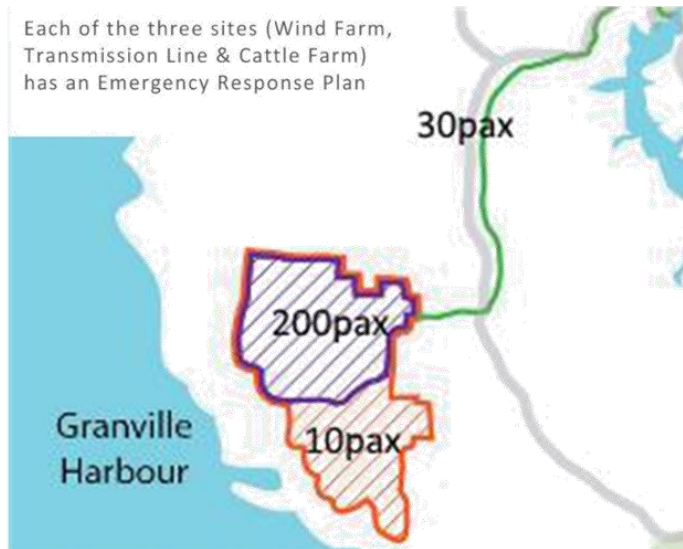 Each of the three sites (Wind Farm,
Transmission Line & Cattle Farm)
has an Emergency Response Plan
30pax
200pax
10pax
Granville
Harbour